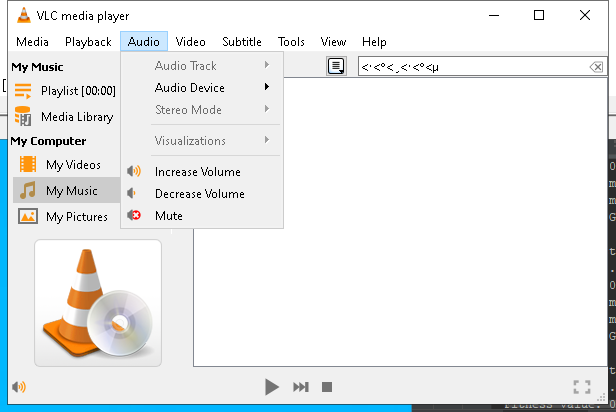 VLC media player
Media Playback Audio Video Subtitle Tools View Help
My Music
Playlist [00:00]
Media Library
My Computer
My Videos
My Music
My Pictures
Audio Track
Audio Device
Stereo Mode
Visualizations
Increase Volume
Decrease Volume
Mute